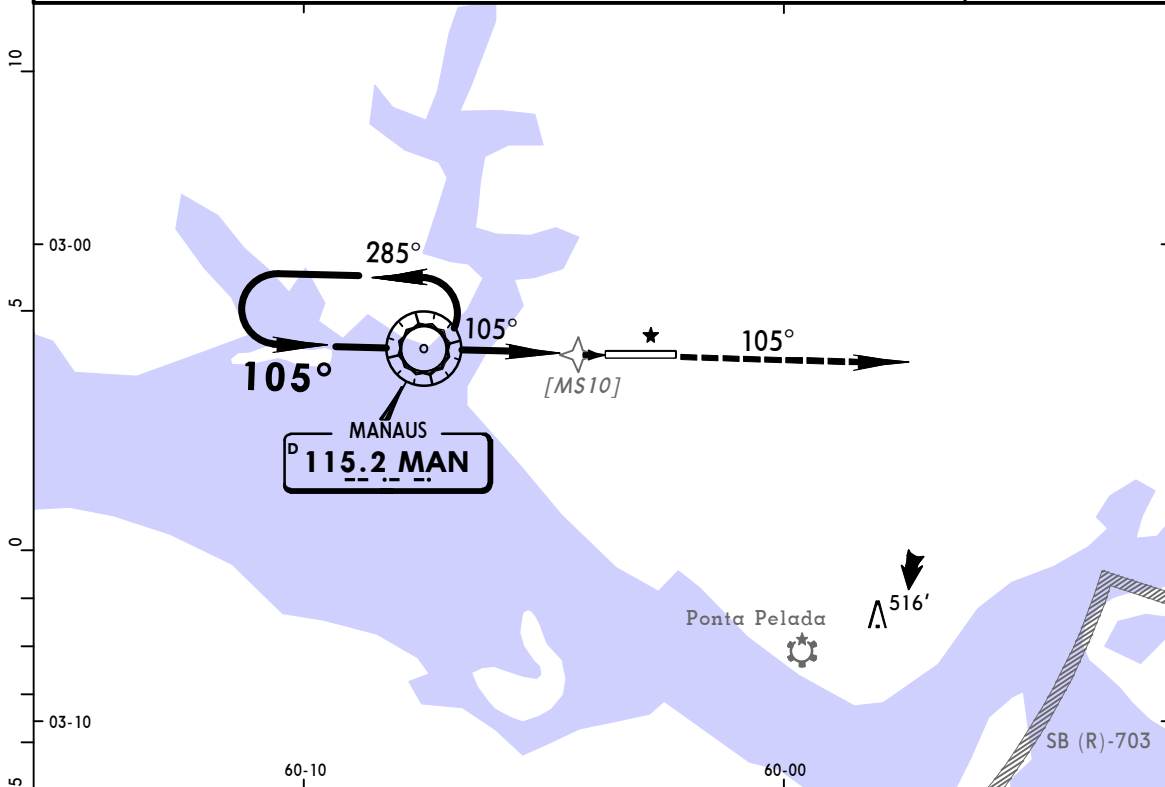 10
03-00
285°
5
105°
105°
105°
[MS10]
MANAUS
D 115.2 MAN
0
516'
Ponta Pelada
03-10
SB (R)-703
5
60-10
60-00